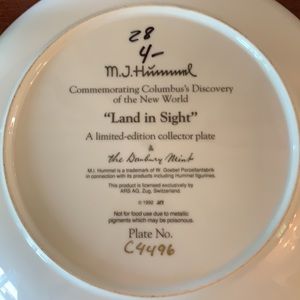 28
4-
M.J.Hümmel
Commemorating Columbus's Discovery
of the New World
"Land in Sight"
A limited-edition collector plate
&
the Danbury Mint
M.I. Hummel is a trademark of W. Goebel Porzellanfabrik
in connection with its products including Hummel figurines.
This product is licensed exclusively by
ARS AG, Zug, Switzerland
© 1992 MI
Not for food use due to metallic
pigments which may be poisonous.
Plate No.
C4496